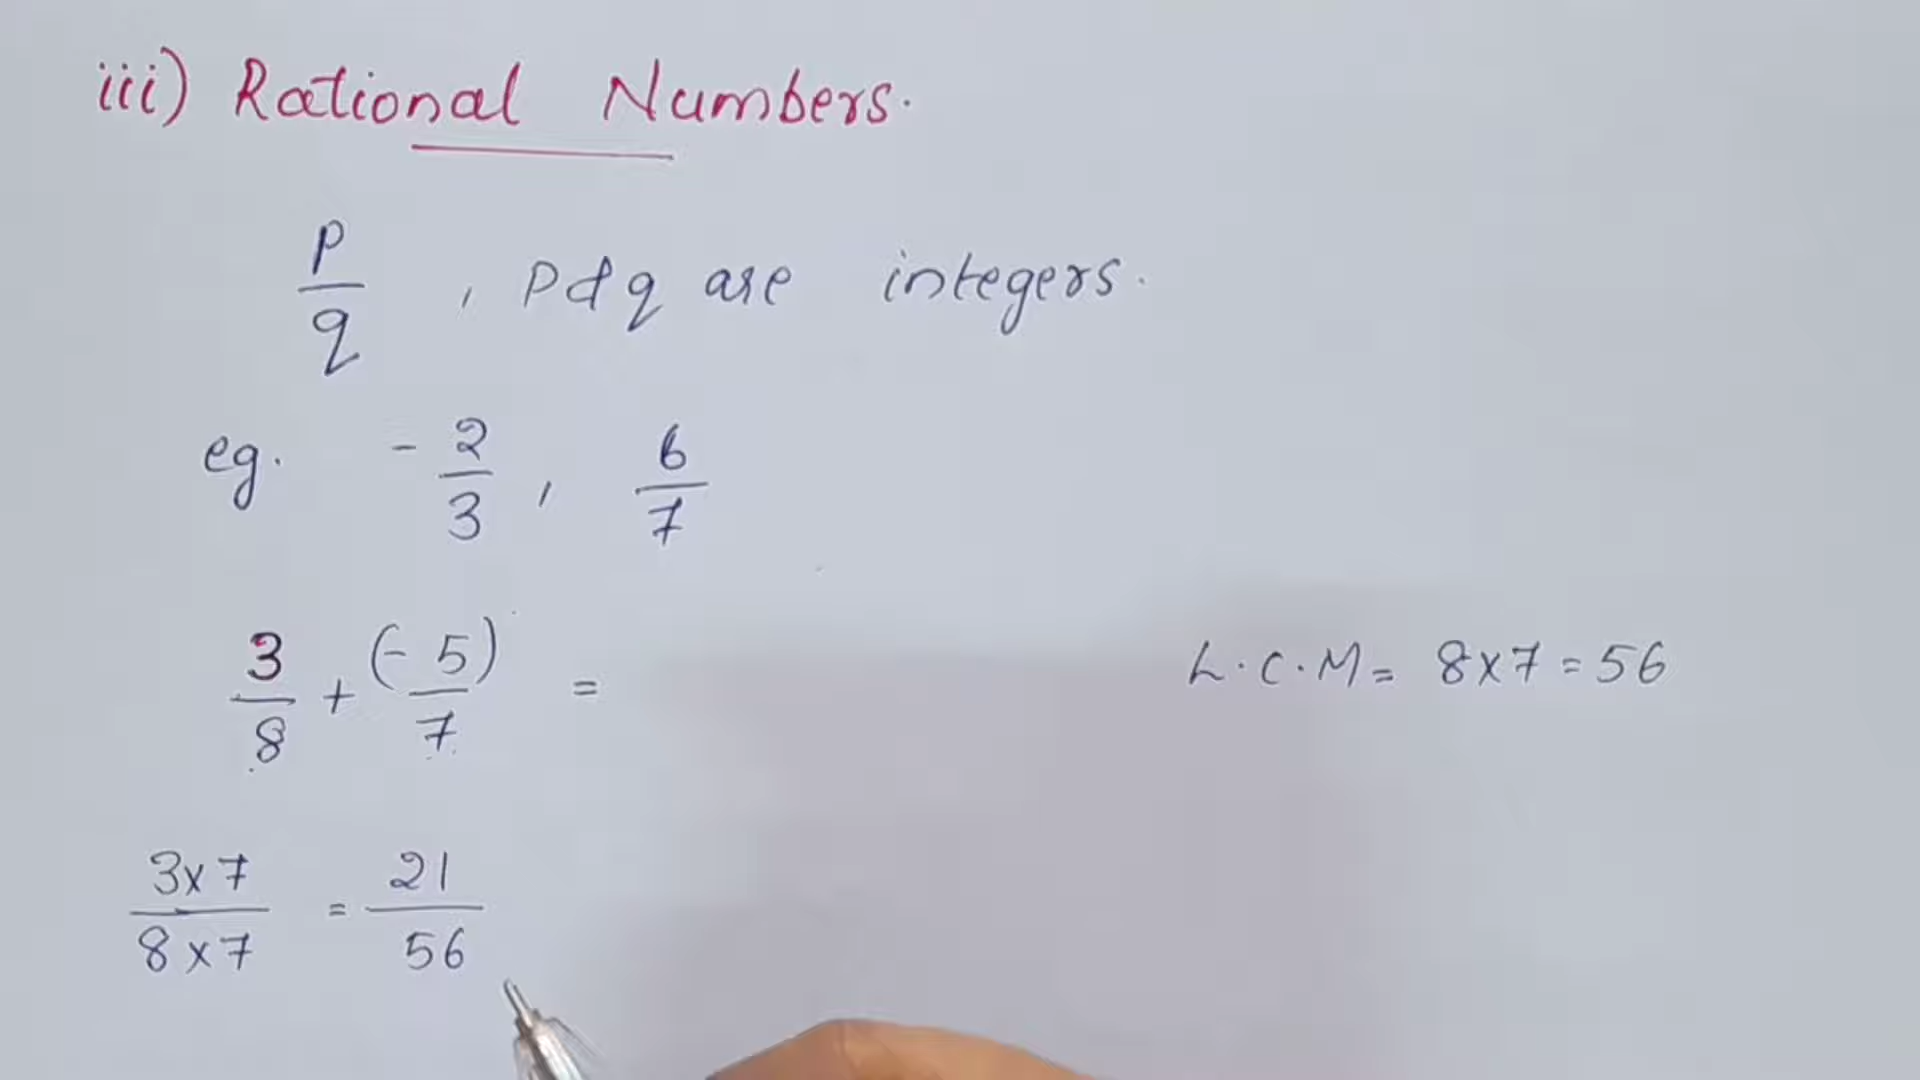 iii) Rational Numbers.
p/q , p & q are integers.
eg. - 2/3 , 6/7
3/8 + (-5)/7 =
L.C.M = 8x7 = 56
3x7/8x7 = 21/56